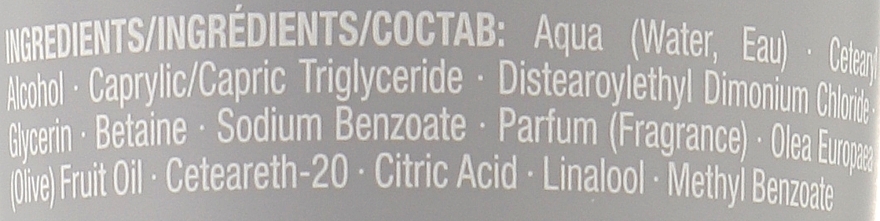 INGREDIENTS/INGRÉDIENTS/СОСТАВ: Aqua (Water, Eau) · Cetearyl
Alcohol · Caprylic/Capric Triglyceride · Distearoylethyl Dimonium Chloride ·
Glycerin · Betaine · Sodium Benzoate · Parfum (Fragrance) · Olea Europaea
(Olive) Fruit Oil · Ceteareth-20 · Citric Acid · Linalool · Methyl Benzoate